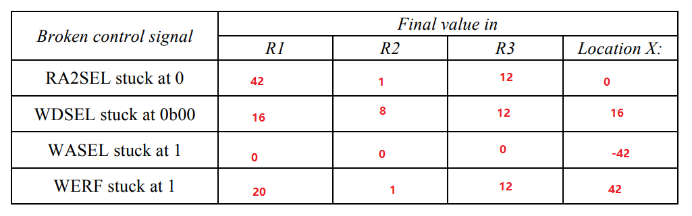 Broken control signal Final value in
R1 R2 R3 Location X:
RA2SEL stuck at 0 42 1 12 0
WDSEL stuck at 0b00 16 8 12 16
WASEL stuck at 1 0 0 0 -42
WERF stuck at 1 20 1 12 42